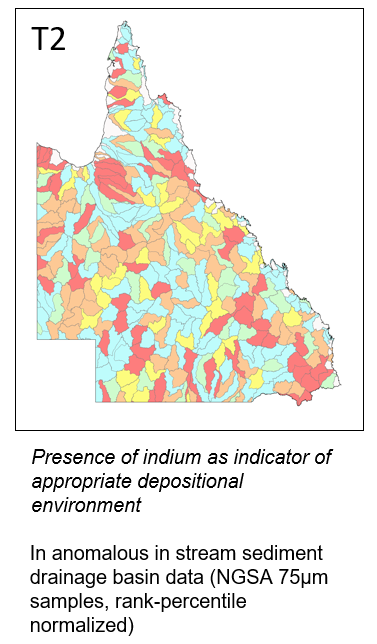 T2
Presence of indium as indicator of
appropriate depositional
environment
In anomalous in stream sediment
drainage basin data (NGSA 75µm
samples, rank-percentile
normalized)